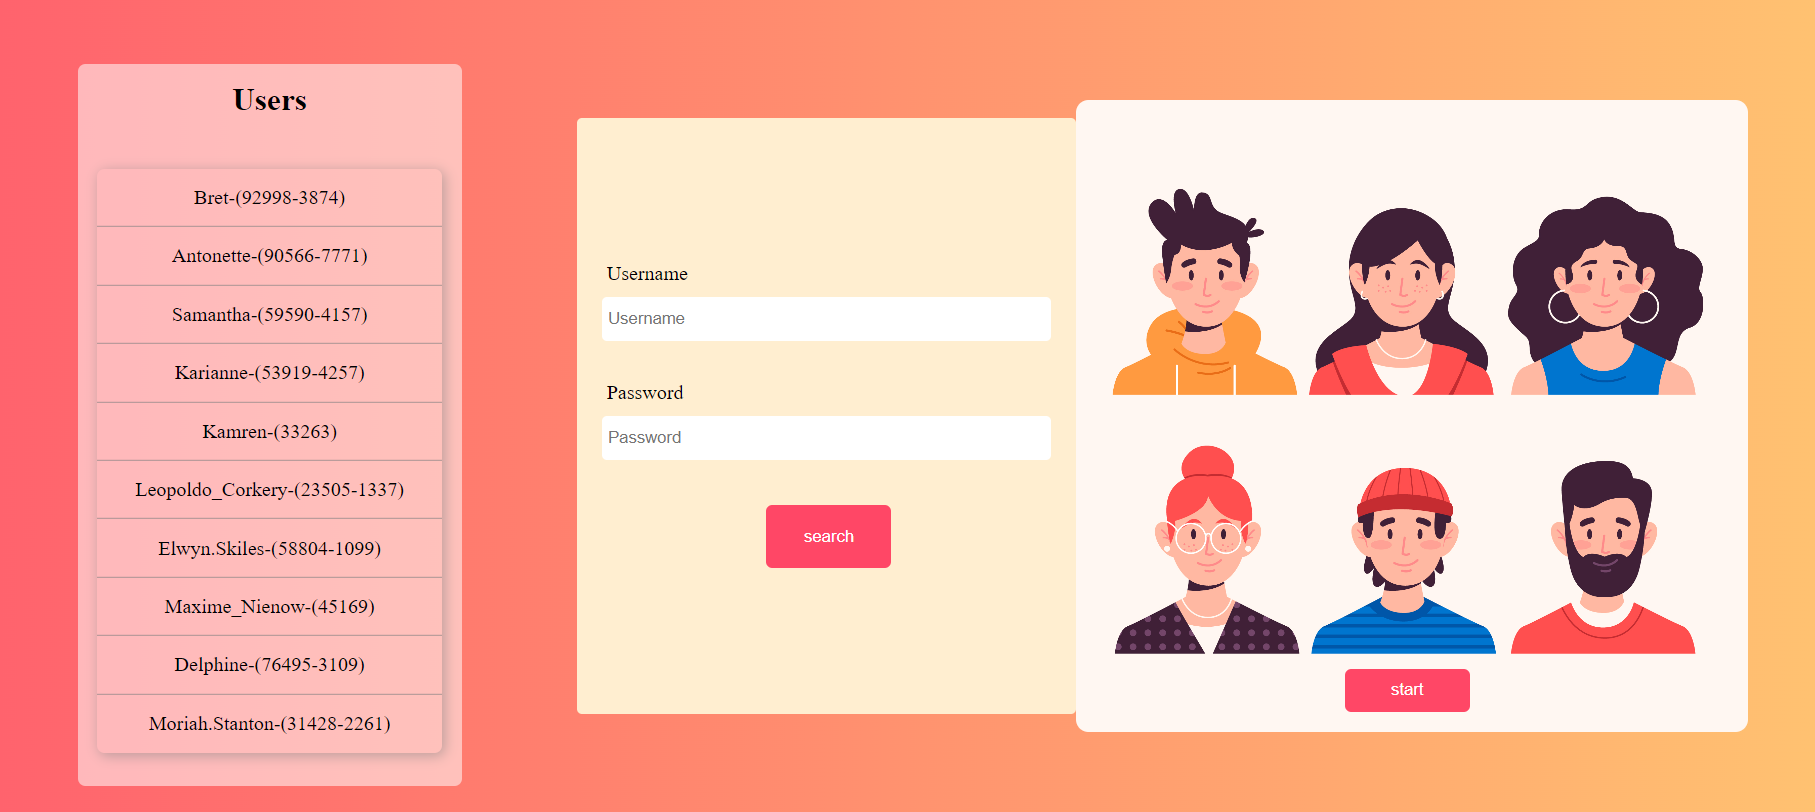 Users
Bret-(92998-3874)
Antonette-(90566-7771)
Samantha-(59590-4157)
Karianne-(53919-4257)
Kamren-(33263)
Leopoldo_Corkery-(23505-1337)
Elwyn.Skiles-(58804-1099)
Maxime_Nienow-(45169)
Delphine-(76495-3109)
Moriah.Stanton-(31428-2261)
Username
Username
Password
Password
search
start